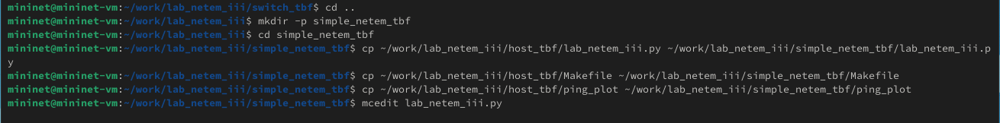 mininet@mininet-vm:~/work/lab_netem_iii/switch_tbf$ cd ..
mininet@mininet-vm:~/work/lab_netem_iii$ mkdir -p simple_netem_tbf
mininet@mininet-vm:~/work/lab_netem_iii$ cd simple_netem_tbf
mininet@mininet-vm:~/work/lab_netem_iii/simple_netem_tbf$ cp ~/work/lab_netem_iii/host_tbf/lab_netem_iii.py ~/work/lab_netem_iii/simple_netem_tbf/lab_netem_iii.p
y
mininet@mininet-vm:~/work/lab_netem_iii/simple_netem_tbf$ cp ~/work/lab_netem_iii/host_tbf/Makefile ~/work/lab_netem_iii/simple_netem_tbf/Makefile
mininet@mininet-vm:~/work/lab_netem_iii/simple_netem_tbf$ cp ~/work/lab_netem_iii/host_tbf/ping_plot ~/work/lab_netem_iii/simple_netem_tbf/ping_plot
mininet@mininet-vm:~/work/lab_netem_iii/simple_netem_tbf$ mcedit lab_netem_iii.py